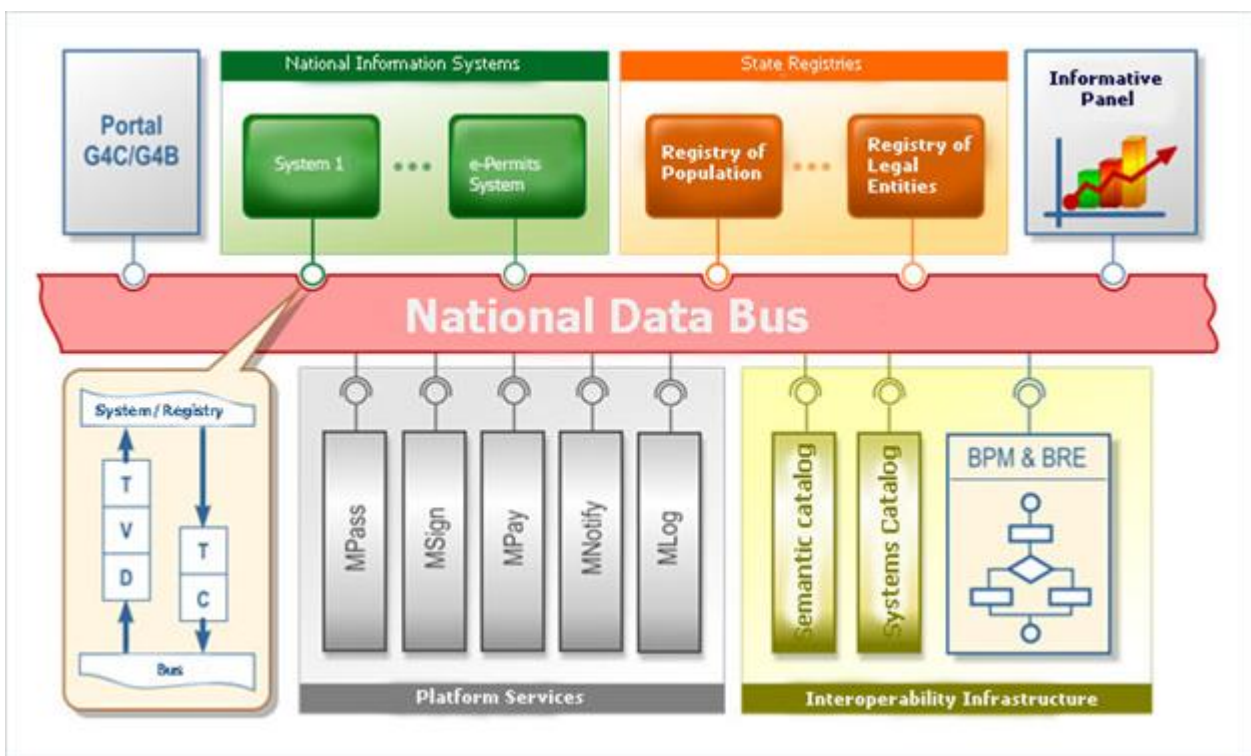 National Information Systems
State Registries
Portal
G4C/G4B
System 1
e-Permits
System
Registry of
Population
Registry of
Legal
Entities
Informative
Panel
National Data Bus
System/Registry
T
V
D
T
C
Bus
MPass
MSign
MPay
MNotify
MLog
Platform Services
Semantic catalog
Systems Catalog
BPM & BRE
Interoperability Infrastructure